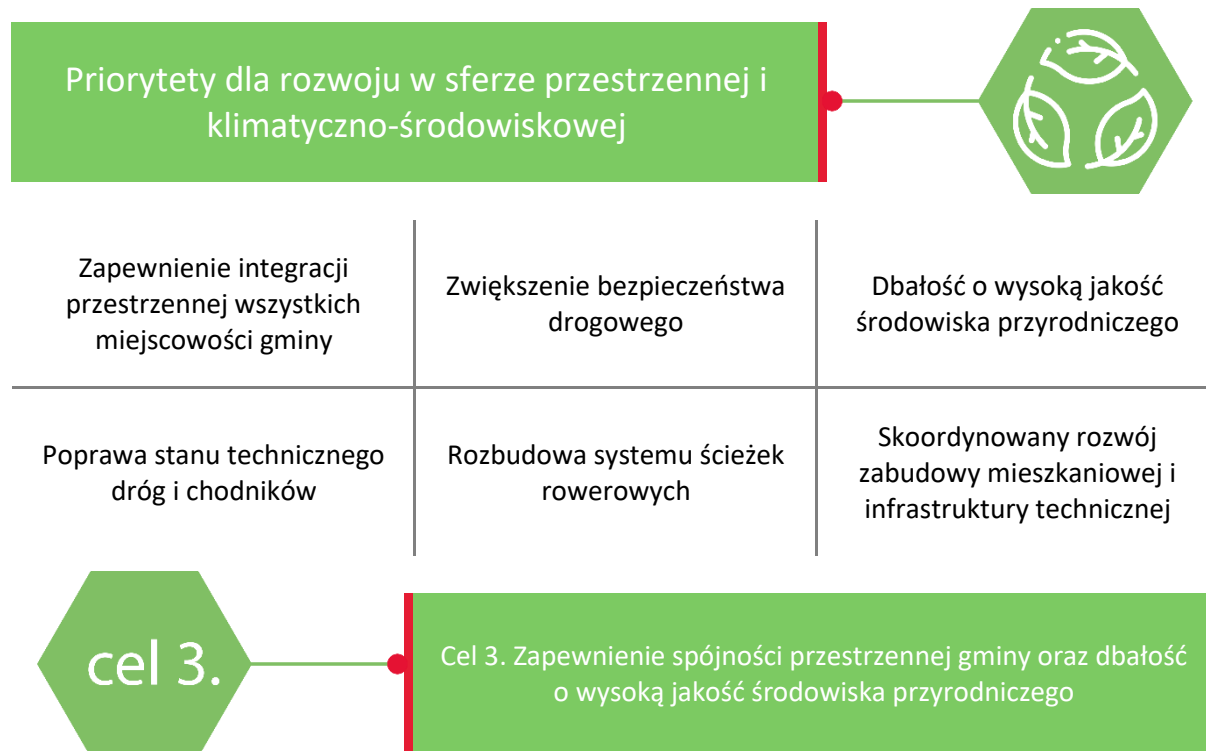 Priorytety dla rozwoju w sferze przestrzennej i
klimatyczno-środowiskowej
Zapewnienie integracji
przestrzennej wszystkich
miejscowości gminy
Zwiększenie bezpieczeństwa
drogowego
Dbałość o wysoką jakość
środowiska przyrodniczego
Poprawa stanu technicznego
dróg i chodników
Rozbudowa systemu ścieżek
rowerowych
Skoordynowany rozwój
zabudowy mieszkaniowej i
infrastruktury technicznej
cel 3.
Cel 3. Zapewnienie spójności przestrzennej gminy oraz dbałość
o wysoką jakość środowiska przyrodniczego